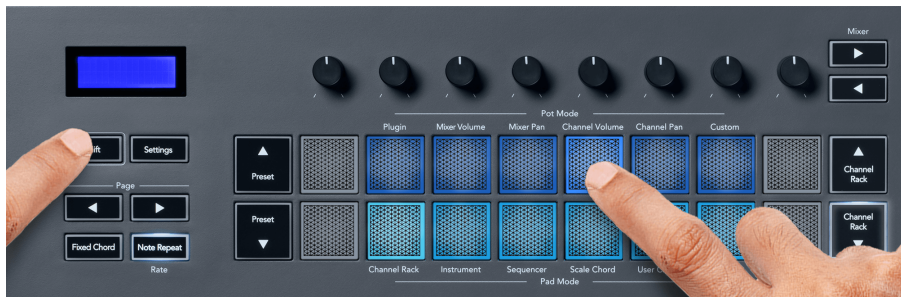 Mixer
Pot Mode
Plugin
Mixer Volume
Mixer Pan
Channel Volume
Channel Pan
Custom
Settings
Preset
Channel
Rack
Page
Preset
Channel
Rack
Fixed Chord
Note Repeat
Rate
Channel Rack
Instrument
Sequencer
Scale Chord
Pad Mode